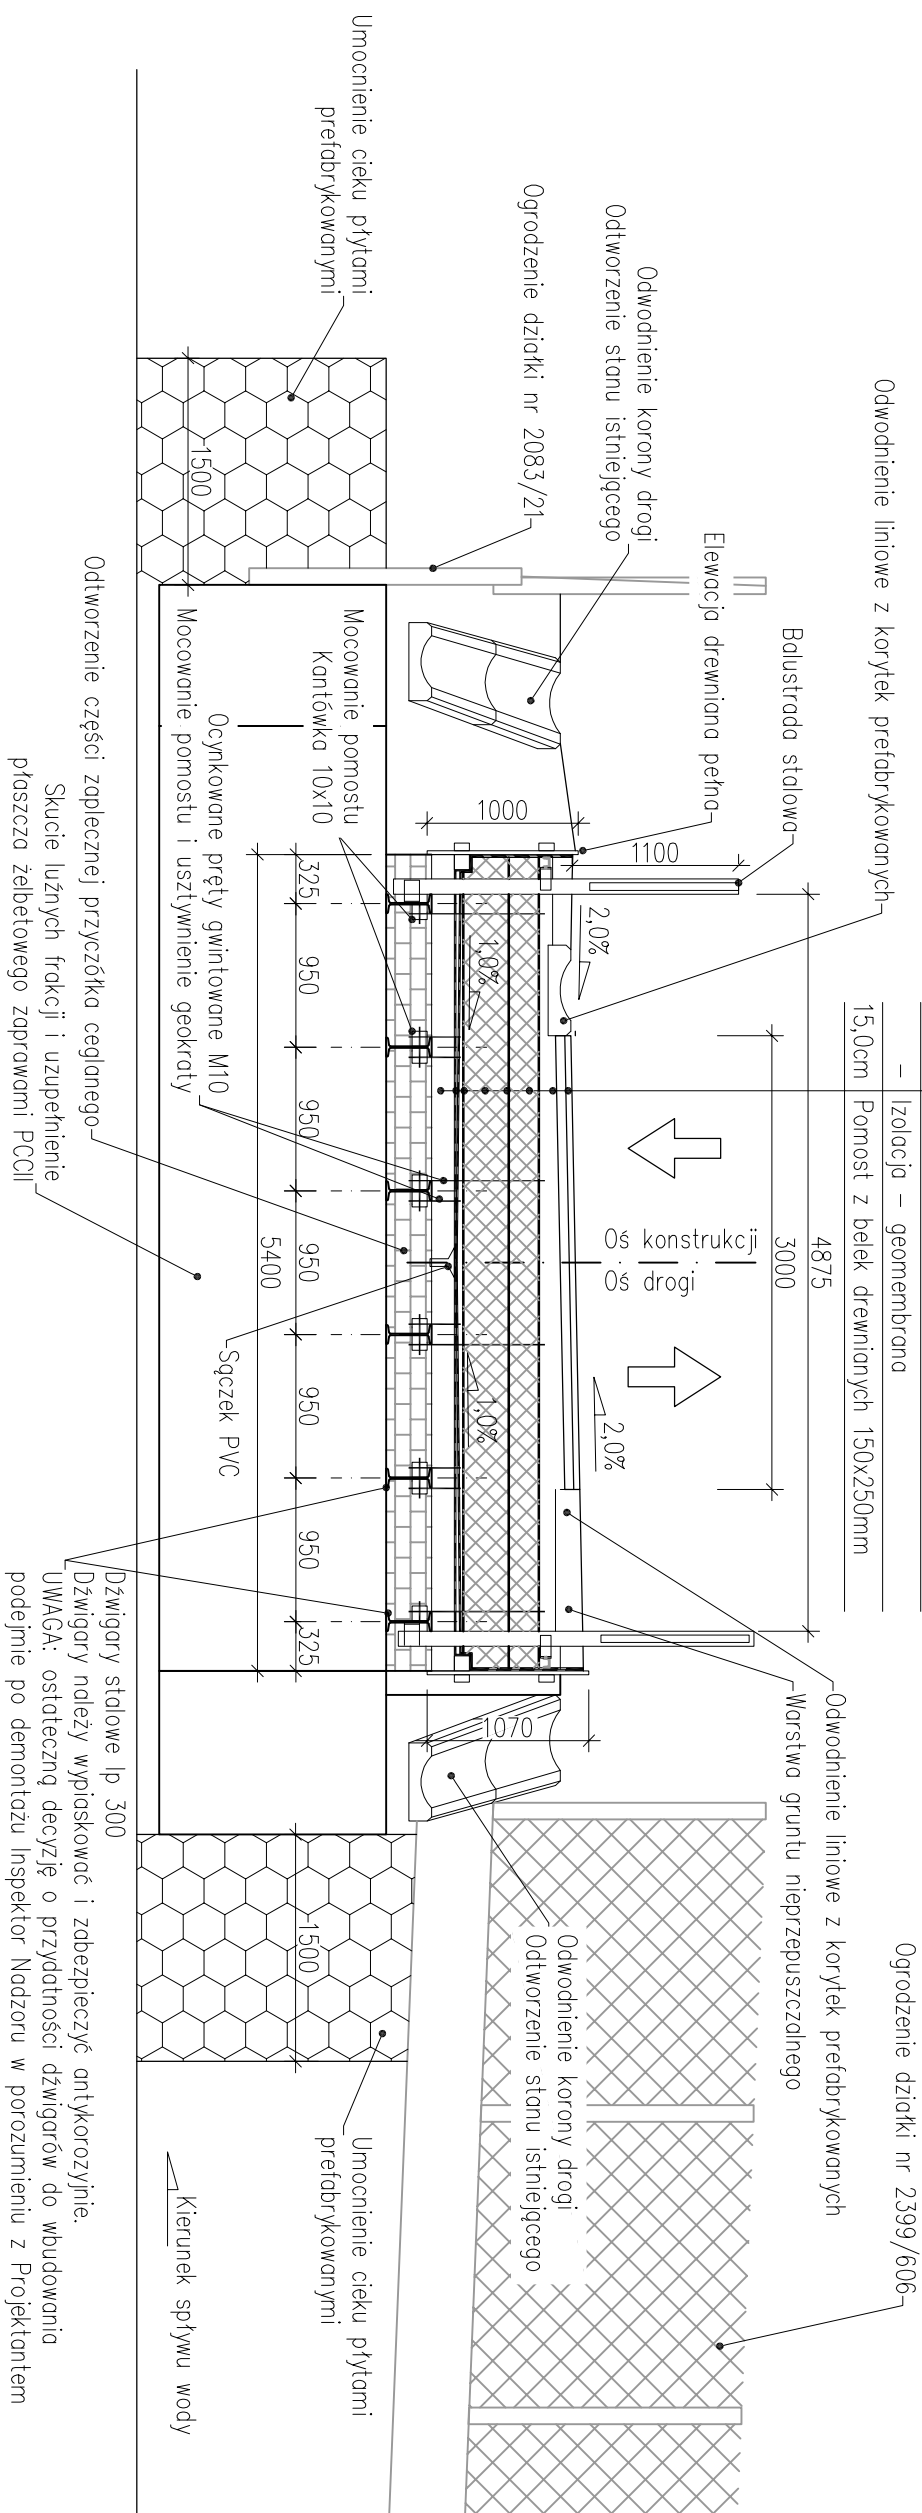 – Izolacja – geomembrana
15,0cm Pomost z belek drewnianych 150x250mm
Odwodnienie liniowe z korytek prefabrykowanych
Balustrada stalowa
Elewacja drewniana pełna
Odwodnienie korony drogi
Odtworzenie stanu istniejącego
Ogrodzenie działki nr 2083/21
Umocnienie cieku płytami
prefabrykowanymi
4875
3000
Oś konstrukcji
Oś drogi
2,0%
2,0%
1100
1000
1,0%
1,0%
1070
Ogrodzenie działki nr 2399/606
Odwodnienie liniowe z korytek prefabrykowanych
Warstwa gruntu nieprzepuszczalnego
Odwodnienie korony drogi
Odtworzenie stanu istniejącego
Umocnienie cieku płytami
prefabrykowanymi
Mocowanie pomostu
Kantówka 10x10
Ocynkowane pręty gwintowane M10
Mocowanie pomostu i usztywnienie geokraty
325
950
950
950
950
950
325
5400
1500
1500
Sączek PVC
Kierunek spływu wody
Odtworzenie części zaplecznej przyczółka ceglanego
Skucie luźnych frakcji i uzupełnienie
płaszcza żelbetowego zaprawami PCCII
Dźwigary stalowe Ip 300
Dźwigary należy wypiaskować i zabezpieczyć antykorozyjnie.
UWAGA: ostateczną decyzję o przydatności dźwigarów do wbudowania
podejmie po demontażu Inspektor Nadzoru w porozumieniu z Projektantem